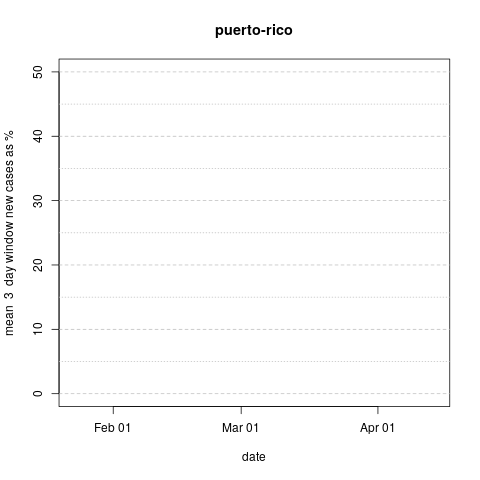 puerto-rico
mean 3 day window new cases as %
50
40
30
20
10
0
Feb 01
Mar 01
Apr 01
date